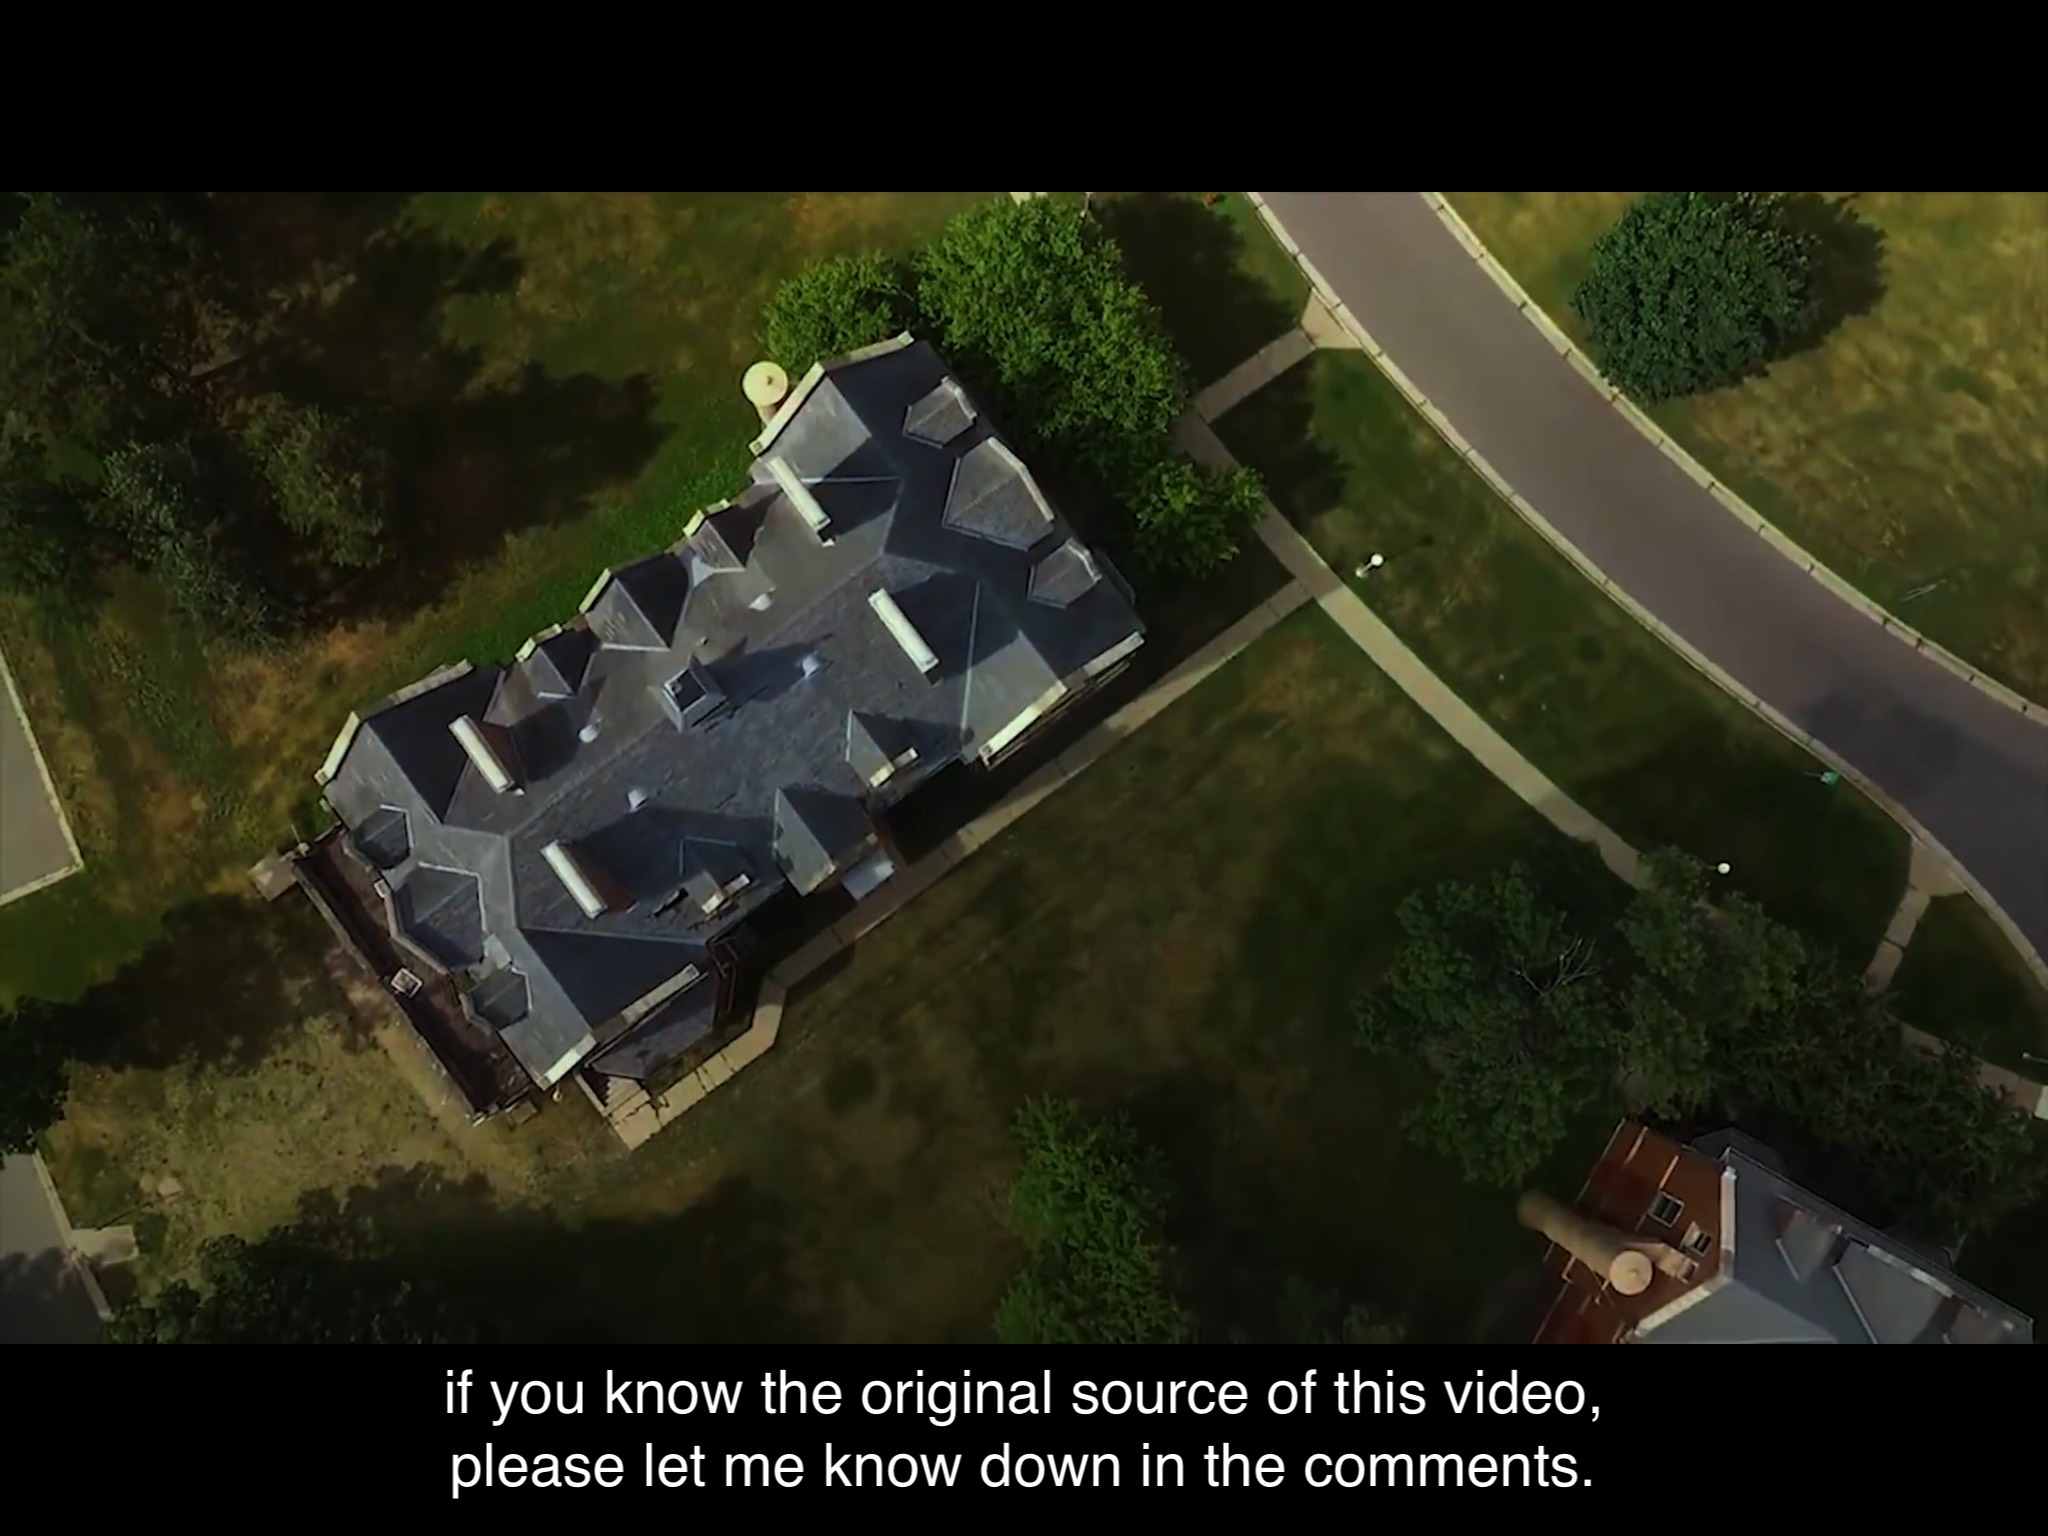 if you know the original source of this video,
please let me know down in the comments.